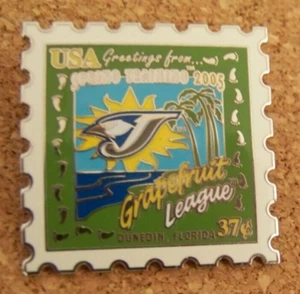 USA Greetings from...
SPRING TRAINING 2005
Grapefruit
League
37¢
DUNEDIN, FLORIDA